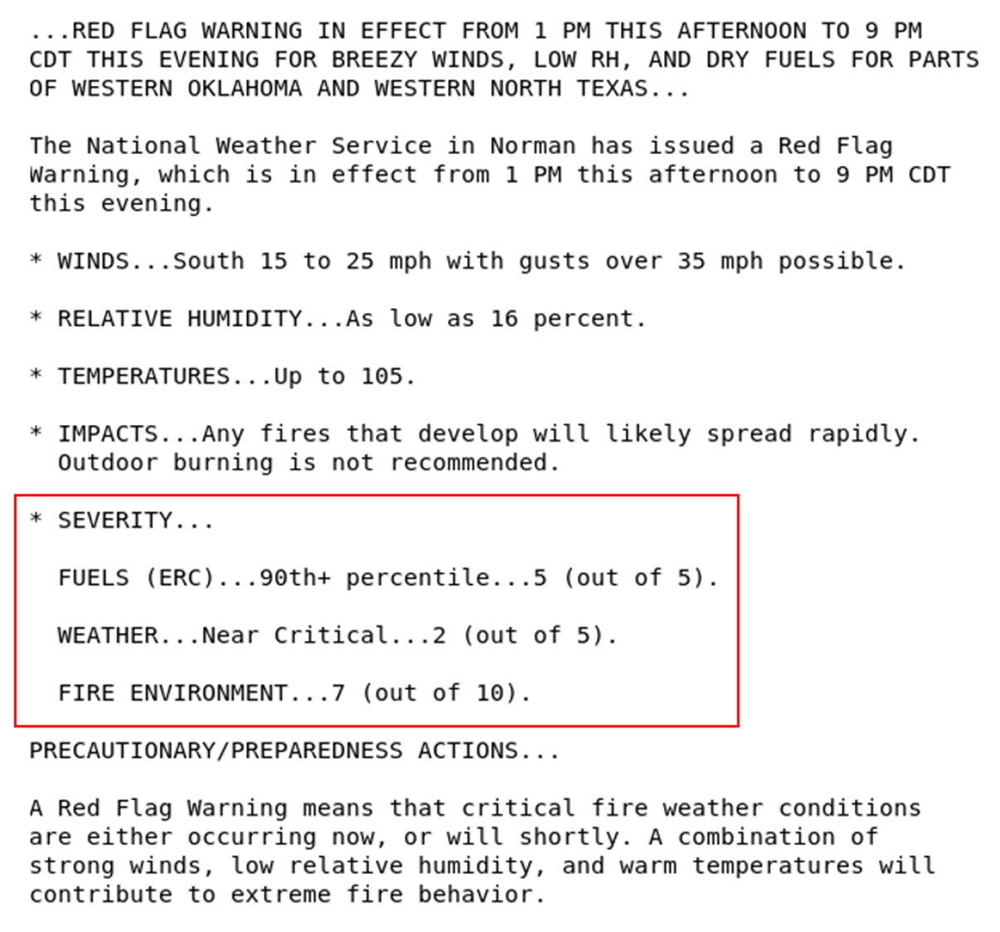 ...RED FLAG WARNING IN EFFECT FROM 1 PM THIS AFTERNOON TO 9 PM
CDT THIS EVENING FOR BREEZY WINDS, LOW RH, AND DRY FUELS FOR PARTS
OF WESTERN OKLAHOMA AND WESTERN NORTH TEXAS...
The National Weather Service in Norman has issued a Red Flag
Warning, which is in effect from 1 PM this afternoon to 9 PM CDT
this evening.
* WINDS...South 15 to 25 mph with gusts over 35 mph possible.
* RELATIVE HUMIDITY...As low as 16 percent.
* TEMPERATURES...Up to 105.
* IMPACTS...Any fires that develop will likely spread rapidly.
Outdoor burning is not recommended.
* SEVERITY...
FUELS (ERC)...90th+ percentile...5 (out of 5).
WEATHER...Near Critical...2 (out of 5).
FIRE ENVIRONMENT...7 (out of 10).
PRECAUTIONARY/PREPAREDNESS ACTIONS...
A Red Flag Warning means that critical fire weather conditions
are either occurring now, or will shortly. A combination of
strong winds, low relative humidity, and warm temperatures will
contribute to extreme fire behavior.